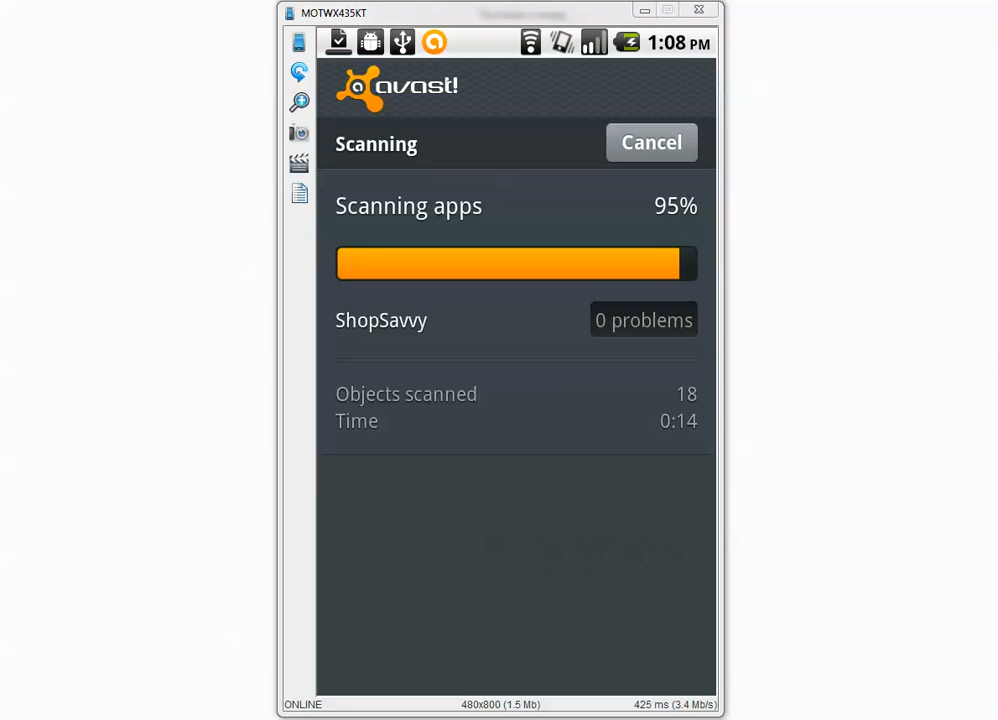 MOTWX435KT
1:08 PM
avast!
Scanning
Cancel
Scanning apps 95%
ShopSavvy 0 problems
Objects scanned 18
Time 0:14
ONLINE 480x800 (1.5 Mb) 425 ms (3.4 Mb/s)